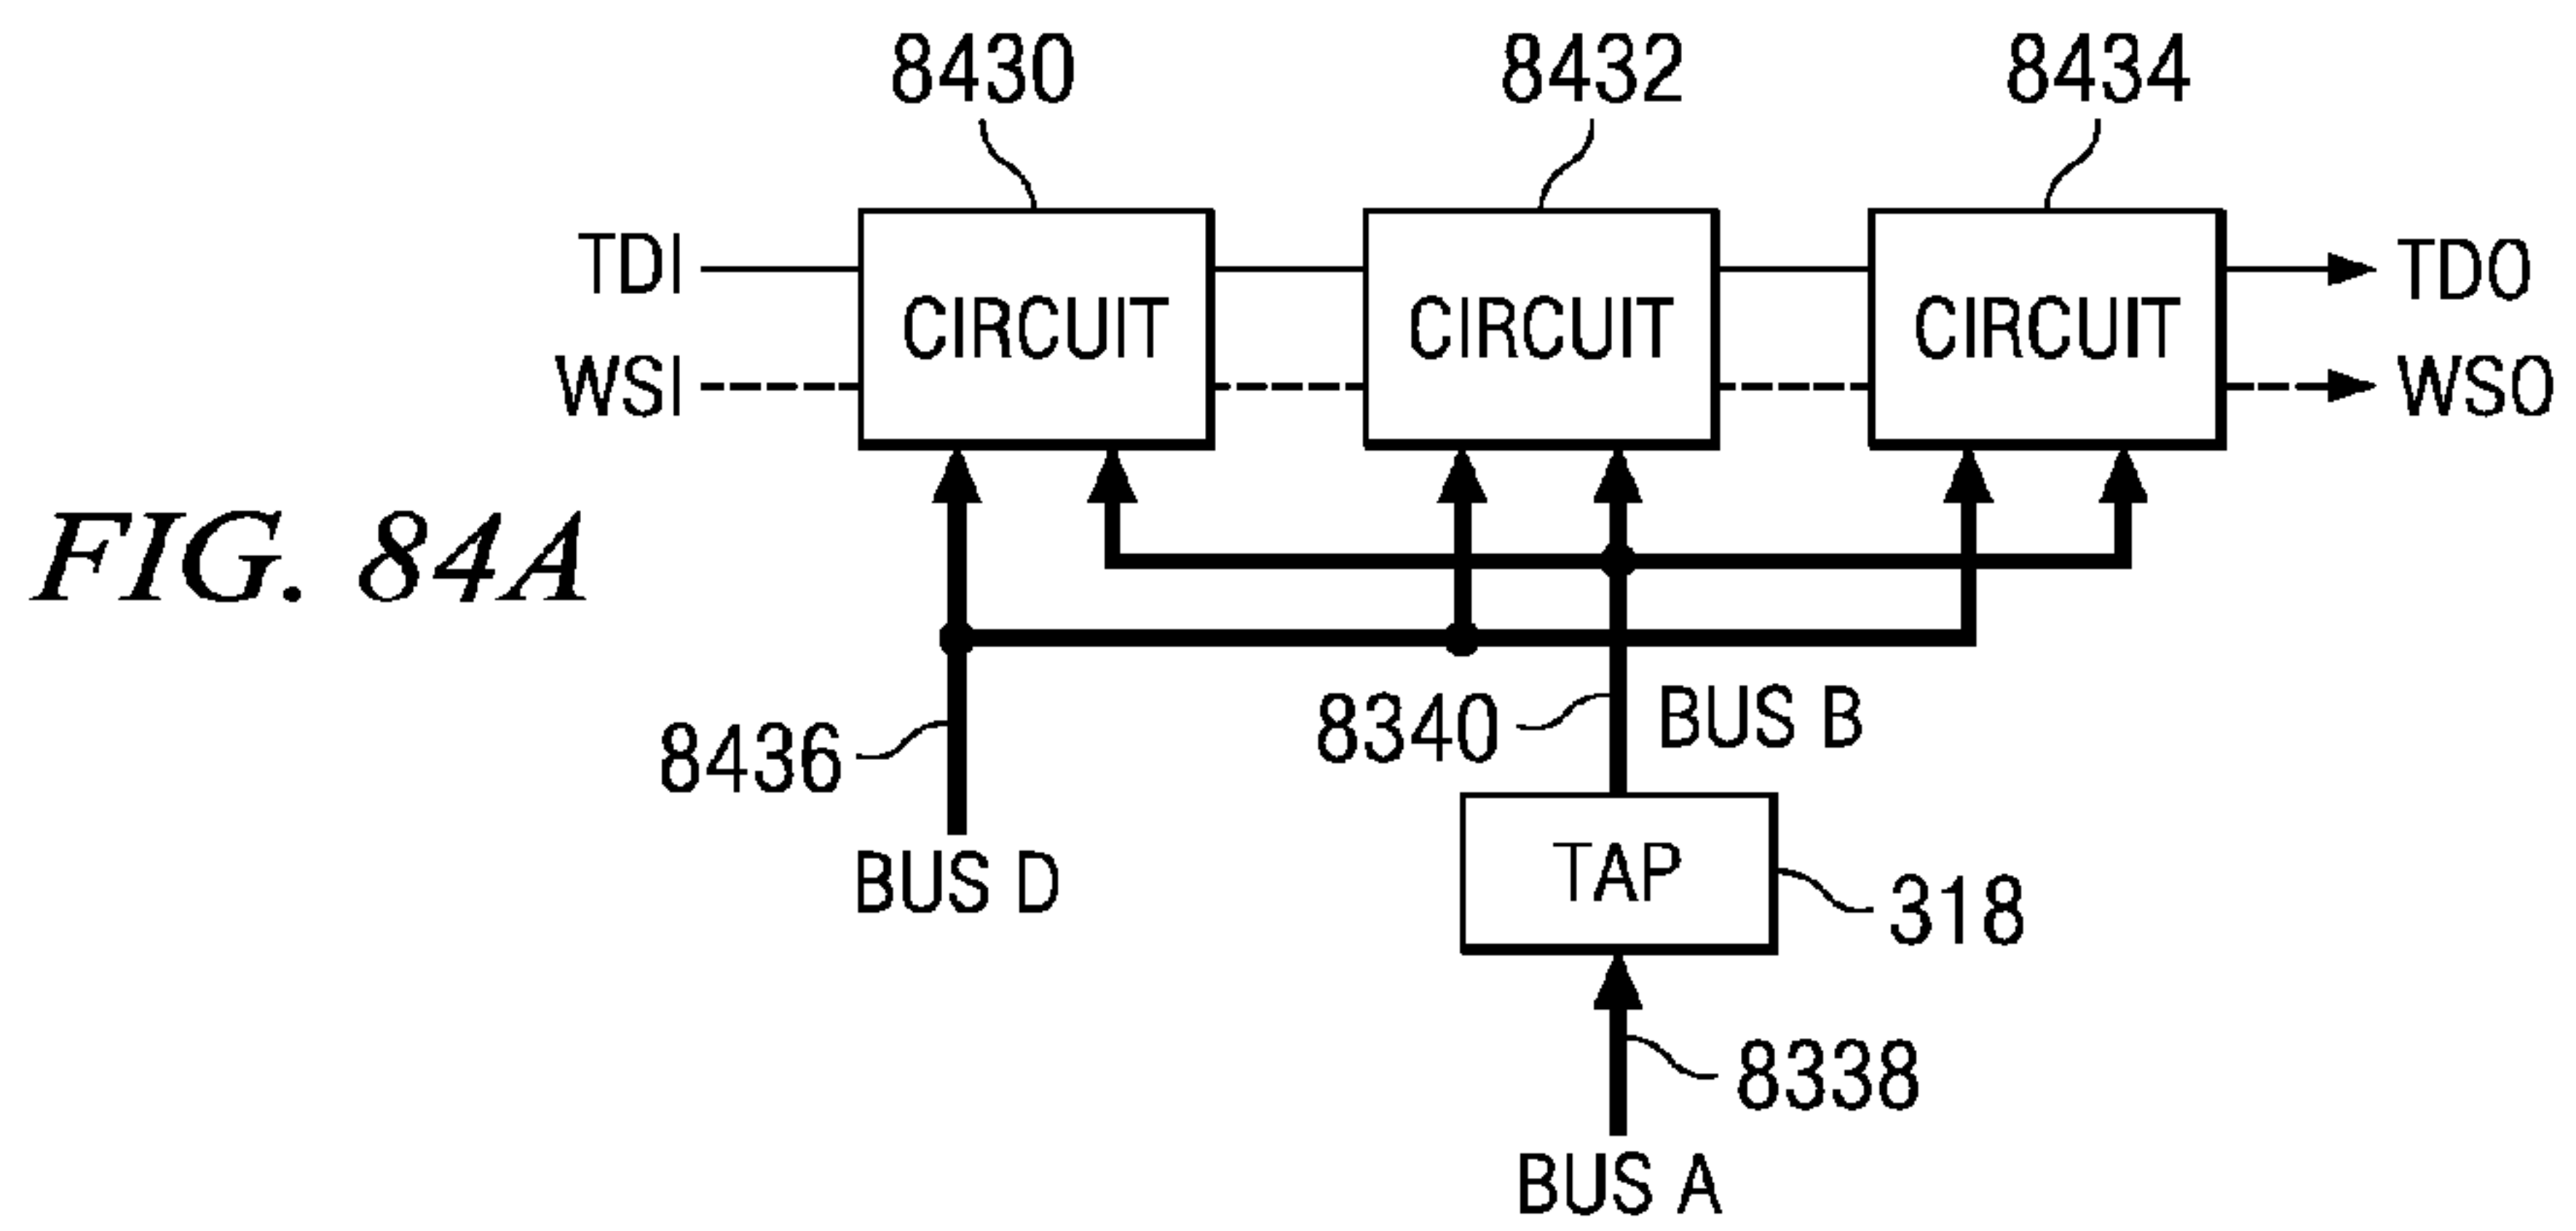 8430 8432 8434
TDI CIRCUIT CIRCUIT CIRCUIT TDO
WSI WSO
FIG. 84A
8436 8340 BUS B
BUS D TAP 318
8338
BUS A